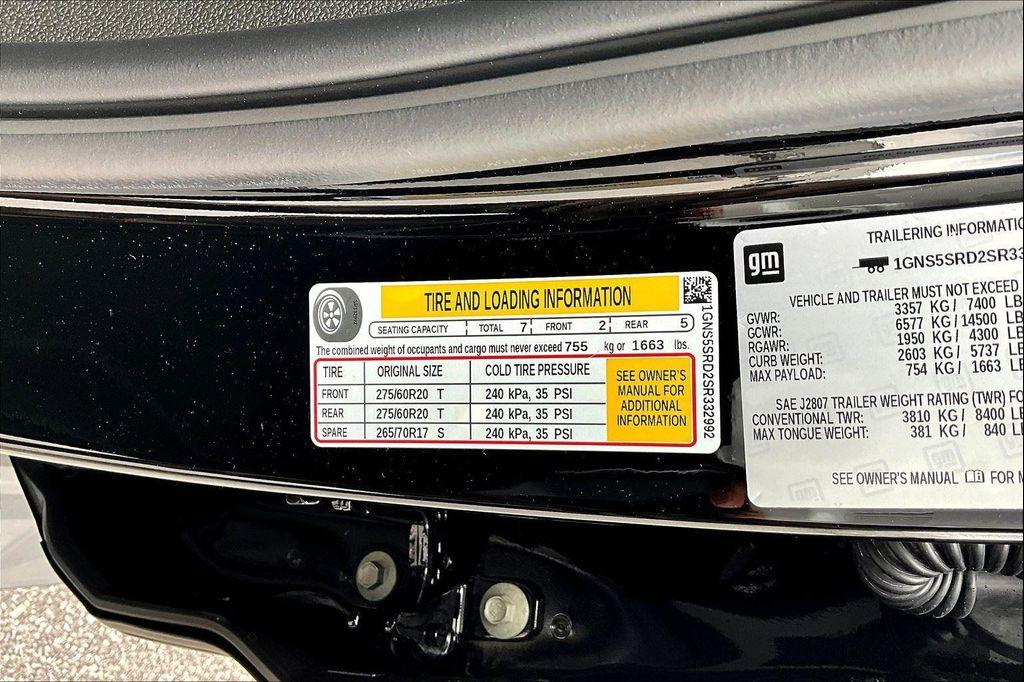 TIRE AND LOADING INFORMATION
SEATING CAPACITY TOTAL 7 FRONT 2 REAR 5
The combined weight of occupants and cargo must never exceed 755 kg or 1663 lbs.
TIRE ORIGINAL SIZE COLD TIRE PRESSURE
FRONT 275/60R20 T 240 kPa, 35 PSI
REAR 275/60R20 T 240 kPa, 35 PSI
SPARE 265/70R17 S 240 kPa, 35 PSI
SEE OWNER'S
MANUAL FOR
ADDITIONAL
INFORMATION
1GNS5SRD2SR332992
gm
TRAILERING INFORMATIO
1GNS5SRD2SR33
VEHICLE AND TRAILER MUST NOT EXCEED
GVWR: 3357 KG / 7400 LB
GCWR: 6577 KG / 14500 LB
RGAWR: 1950 KG / 4300 LB
CURB WEIGHT: 2603 KG / 5737 LB
MAX PAYLOAD: 754 KG / 1663 LB
SAE J2807 TRAILER WEIGHT RATING (TWR) FO
CONVENTIONAL TWR: 3810 KG / 8400 LB
MAX TONGUE WEIGHT: 381 KG / 840 LB
SEE OWNER'S MANUAL FOR M